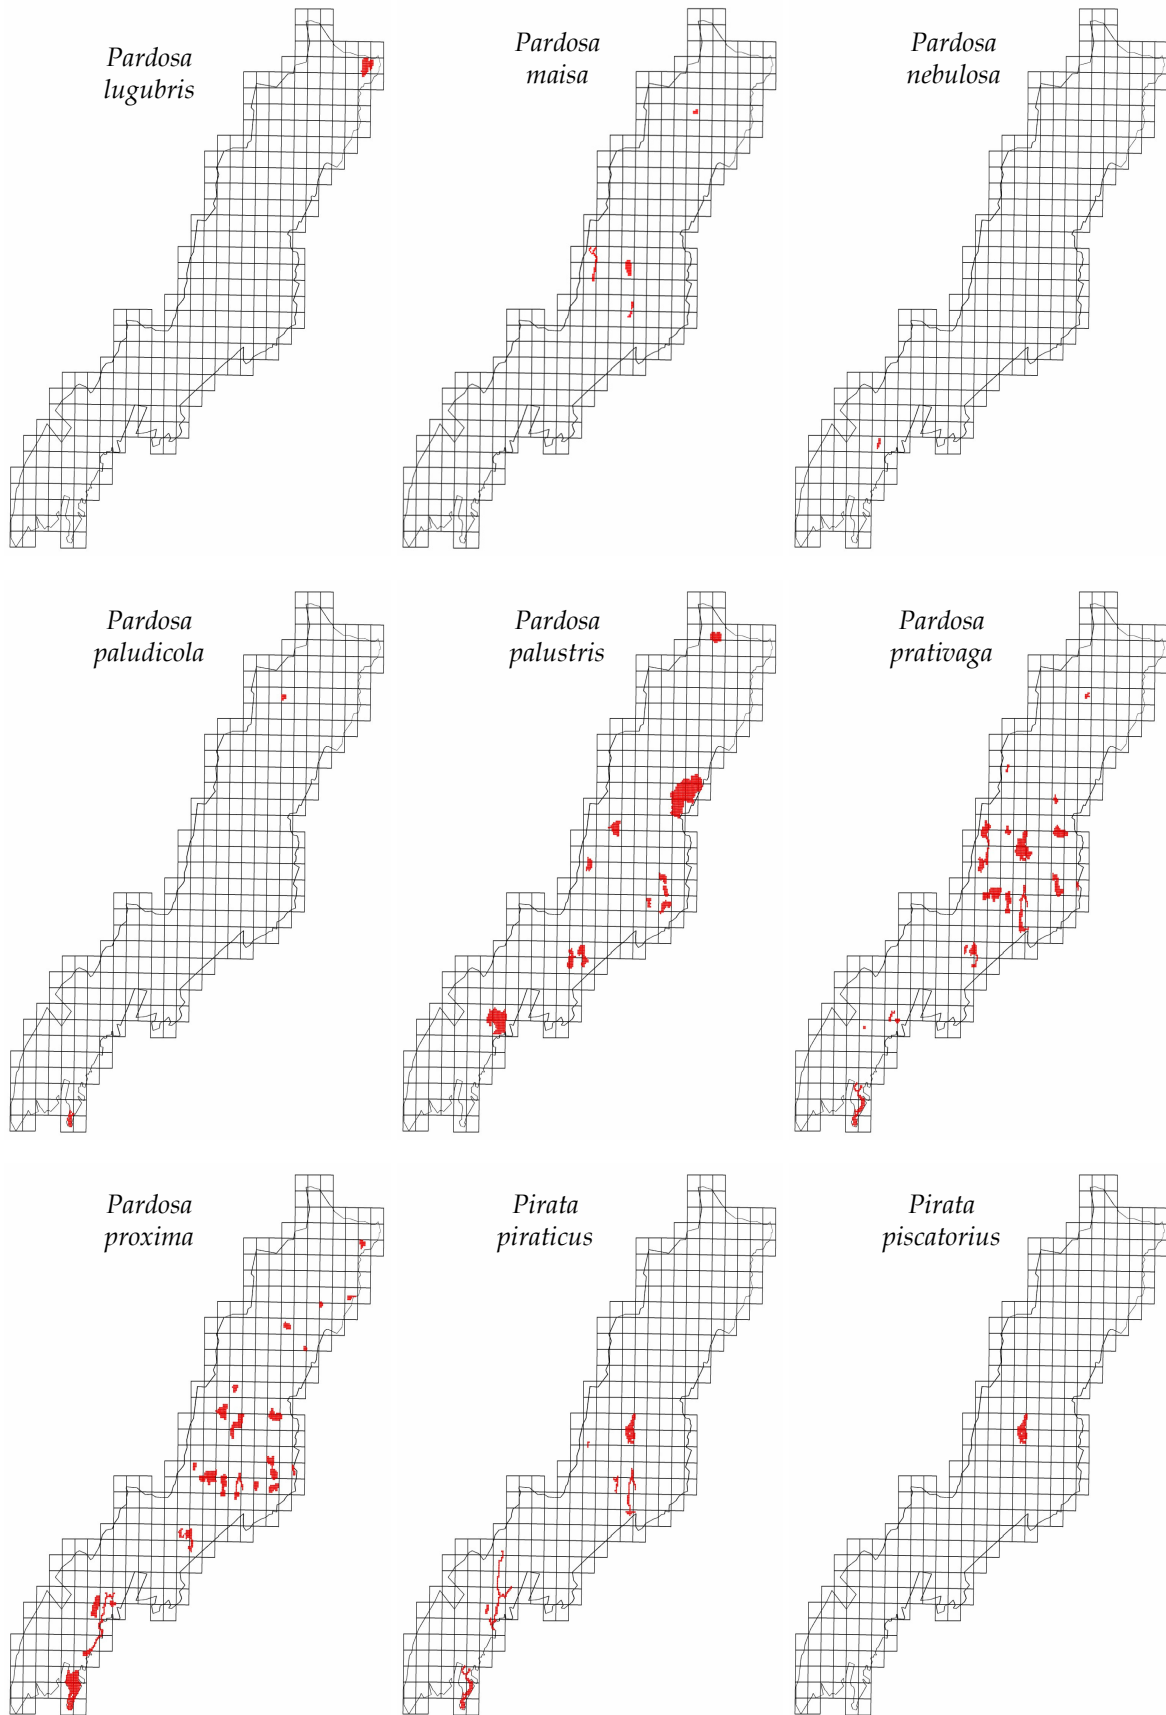 Pardosa
lugubris
Pardosa
maisa
Pardosa
nebulosa
Pardosa
paludicola
Pardosa
palustris
Pardosa
prativaga
Pardosa
proxima
Pirata
piraticus
Pirata
piscatorius